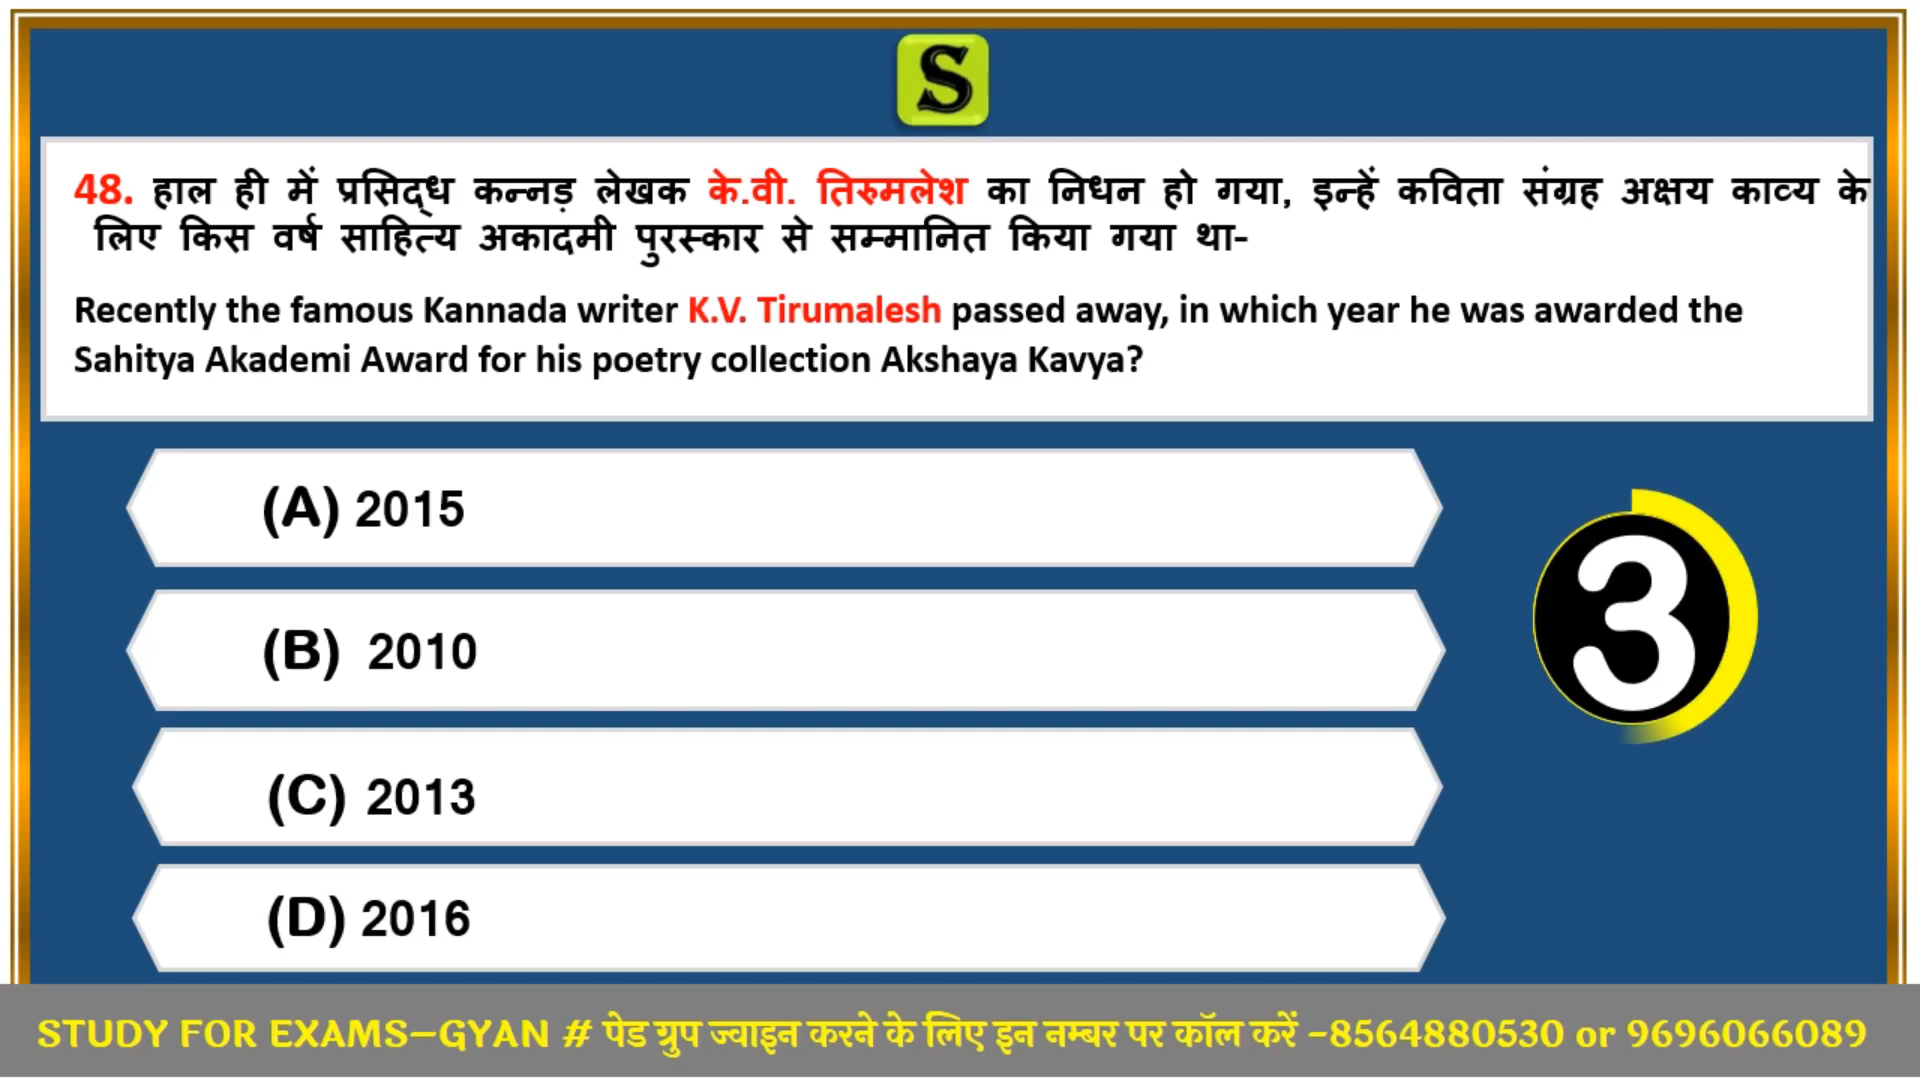 S
48. हाल ही में प्रसिद्ध कन्नड़ लेखक के.वी. तिरुमलेश का निधन हो गया, इन्हें कविता संग्रह अक्षय काव्य के
लिए किस वर्ष साहित्य अकादमी पुरस्कार से सम्मानित किया गया था-
Recently the famous Kannada writer K.V. Tirumalesh passed away, in which year he was awarded the
Sahitya Akademi Award for his poetry collection Akshaya Kavya?
(A) 2015
(B) 2010
3
(C) 2013
(D) 2016
STUDY FOR EXAMS–GYAN # पेड ग्रुप ज्वाइन करने के लिए इन नम्बर पर कॉल करें -8564880530 or 9696066089